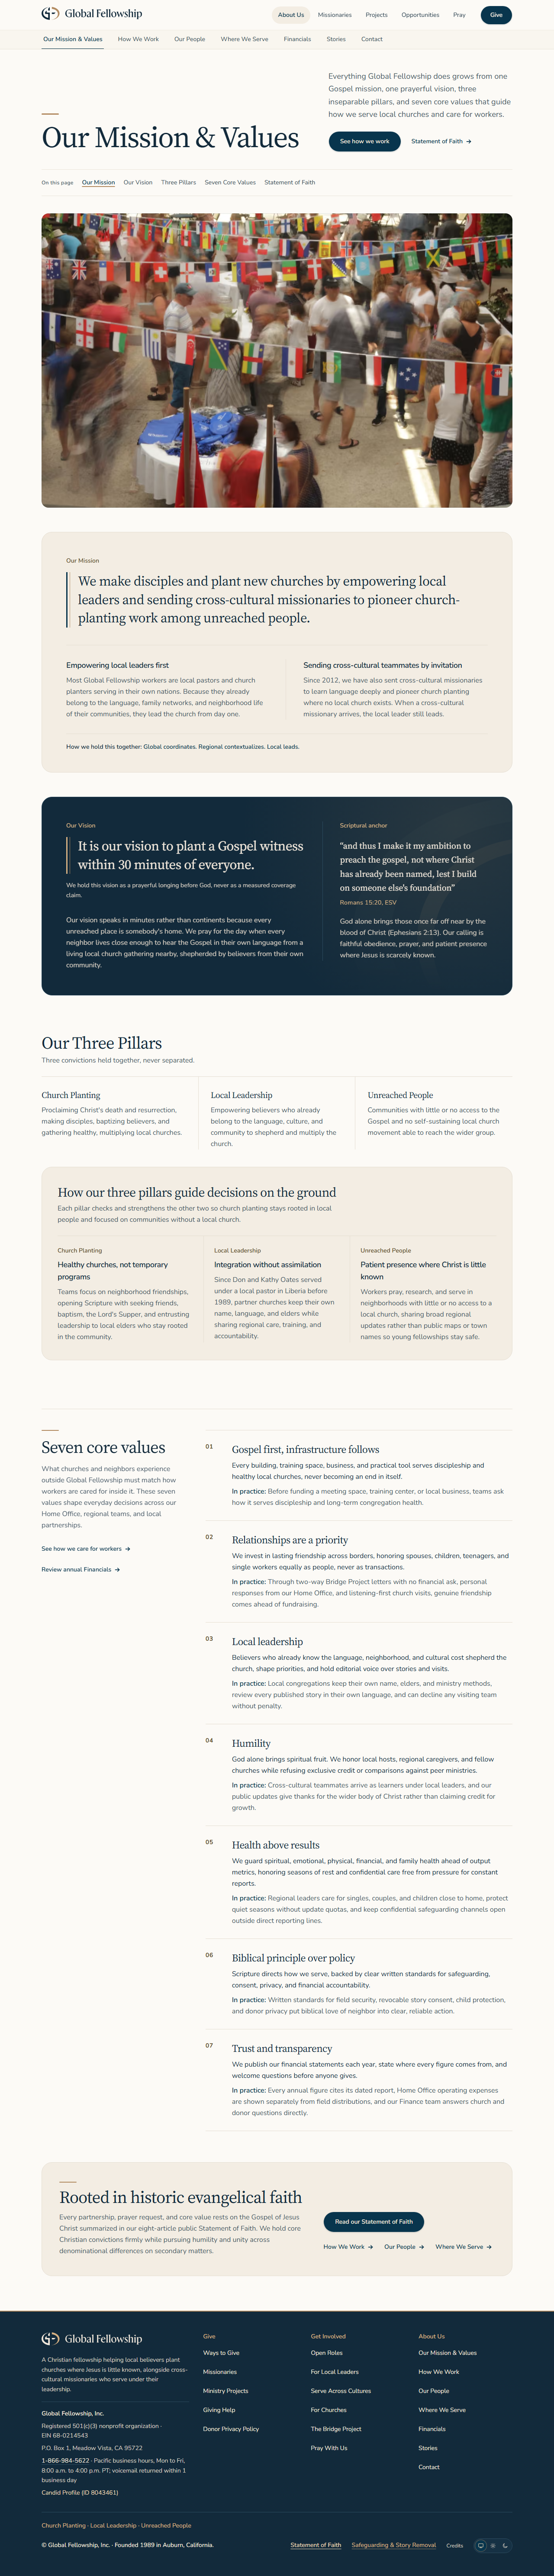 Global Fellowship
About Us Missionaries Projects Opportunities Pray Give
Our Mission & Values How We Work Our People Where We Serve Financials Stories Contact
Our Mission & Values
Everything Global Fellowship does grows from one
Gospel mission, one prayerful vision, three
inseparable pillars, and seven core values that guide
how we serve local churches and care for workers.
See how we work Statement of Faith →
On this page Our Mission Our Vision Three Pillars Seven Core Values Statement of Faith
Our Mission
We make disciples and plant new churches by empowering local
leaders and sending cross-cultural missionaries to pioneer church-
planting work among unreached people.
Empowering local leaders first
Most Global Fellowship workers are local pastors and church
planters serving in their own nations. Because they already
belong to the language, family networks, and neighborhood life
of their communities, they lead the church from day one.
Sending cross-cultural teammates by invitation
Since 2012, we have also sent cross-cultural missionaries
to learn language deeply and pioneer church planting
where no local church exists. When a cross-cultural
missionary arrives, the local leader still leads.
How we hold this together: Global coordinates. Regional contextualizes. Local leads.
Our Vision
It is our vision to plant a Gospel witness
within 30 minutes of everyone.
We hold this vision as a prayerful longing before God, never as a measured coverage
claim.
Our vision speaks in minutes rather than continents because every
unreached place is somebody's home. We pray for the day when every
neighbor lives close enough to hear the Gospel in their own language from a
living local church gathering nearby, shepherded by believers from their own
community.
Scriptural anchor
“and thus I make it my ambition to
preach the gospel, not where Christ
has already been named, lest I build
on someone else's foundation”
Romans 15:20, ESV
God alone brings those once far off near by the
blood of Christ (Ephesians 2:13). Our calling is
faithful obedience, prayer, and patient presence
where Jesus is scarcely known.
Our Three Pillars
Three convictions held together, never separated.
Church Planting
Proclaiming Christ's death and resurrection,
making disciples, baptizing believers, and
gathering healthy, multiplying local churches.
Local Leadership
Empowering believers who already
belong to the language, culture, and
community to shepherd and multiply the
church.
Unreached People
Communities with little or no access to the
Gospel and no self-sustaining local church
movement able to reach the wider group.
How our three pillars guide decisions on the ground
Each pillar checks and strengthens the other two so church planting stays rooted in local
people and focused on communities without a local church.
Church Planting
Healthy churches, not temporary
programs
Teams focus on neighborhood friendships,
opening Scripture with seeking friends,
baptism, the Lord's Supper, and entrusting
leadership to local elders who stay rooted
in the community.
Local Leadership
Integration without assimilation
Since Don and Kathy Oates served
under a local pastor in Liberia before
1989, partner churches keep their own
name, language, and elders while
sharing regional care, training, and
accountability.
Unreached People
Patient presence where Christ is little
known
Workers pray, research, and serve in
neighborhoods with little or no access to a
local church, sharing broad regional
updates rather than public maps or town
names so young fellowships stay safe.
Seven core values
What churches and neighbors experience
outside Global Fellowship must match how
workers are cared for inside it. These seven
values shape everyday decisions across our
Home Office, regional teams, and local
partnerships.
See how we care for workers →
Review annual Financials →
01 Gospel first, infrastructure follows
Every building, training space, business, and practical tool serves discipleship and
healthy local churches, never becoming an end in itself.
In practice: Before funding a meeting space, training center, or local business, teams ask
how it serves discipleship and long-term congregation health.
02 Relationships are a priority
We invest in lasting friendship across borders, honoring spouses, children, teenagers, and
single workers equally as people, never as transactions.
In practice: Through two-way Bridge Project letters with no financial ask, personal
responses from our Home Office, and listening-first church visits, genuine friendship
comes ahead of fundraising.
03 Local leadership
Believers who already know the language, neighborhood, and cultural cost shepherd the
church, shape priorities, and hold editorial voice over stories and visits.
In practice: Local congregations keep their own name, elders, and ministry methods,
review every published story in their own language, and can decline any visiting team
without penalty.
04 Humility
God alone brings spiritual fruit. We honor local hosts, regional caregivers, and fellow
churches while refusing exclusive credit or comparisons against peer ministries.
In practice: Cross-cultural teammates arrive as learners under local leaders, and our
public updates give thanks for the wider body of Christ rather than claiming credit for
growth.
05 Health above results
We guard spiritual, emotional, physical, financial, and family health ahead of output
metrics, honoring seasons of rest and confidential care free from pressure for constant
reports.
In practice: Regional leaders care for singles, couples, and children close to home, protect
quiet seasons without update quotas, and keep confidential safeguarding channels open
outside direct reporting lines.
06 Biblical principle over policy
Scripture directs how we serve, backed by clear written standards for safeguarding,
consent, privacy, and financial accountability.
In practice: Written standards for field security, revocable story consent, child protection,
and donor privacy put biblical love of neighbor into clear, reliable action.
07 Trust and transparency
We publish our financial statements each year, state where every figure comes from, and
welcome questions before anyone gives.
In practice: Every annual figure cites its dated report, Home Office operating expenses
are shown separately from field distributions, and our Finance team answers church and
donor questions directly.
Rooted in historic evangelical faith
Every partnership, prayer request, and core value rests on the Gospel of Jesus
Christ summarized in our eight-article public Statement of Faith. We hold core
Christian convictions firmly while pursuing humility and unity across
denominational differences on secondary matters.
Read our Statement of Faith
How We Work → Our People → Where We Serve →
Global Fellowship
A Christian fellowship helping local believers plant
churches where Jesus is little known, alongside cross-
cultural missionaries who serve under their
leadership.
Global Fellowship, Inc.
Registered 501(c)(3) nonprofit organization ·
EIN 68-0214543
P.O. Box 1, Meadow Vista, CA 95722
1-866-984-5622 · Pacific business hours, Mon to Fri,
8:00 a.m. to 4:00 p.m. PT; voicemail returned within 1
business day
Candid Profile (ID 8043461)
Give
Ways to Give
Missionaries
Ministry Projects
Giving Help
Donor Privacy Policy
Get Involved
Open Roles
For Local Leaders
Serve Across Cultures
For Churches
The Bridge Project
Pray With Us
About Us
Our Mission & Values
How We Work
Our People
Where We Serve
Financials
Stories
Contact
Church Planting · Local Leadership · Unreached People
© Global Fellowship, Inc. · Founded 1989 in Auburn, California.
Statement of Faith Safeguarding & Story Removal Credits